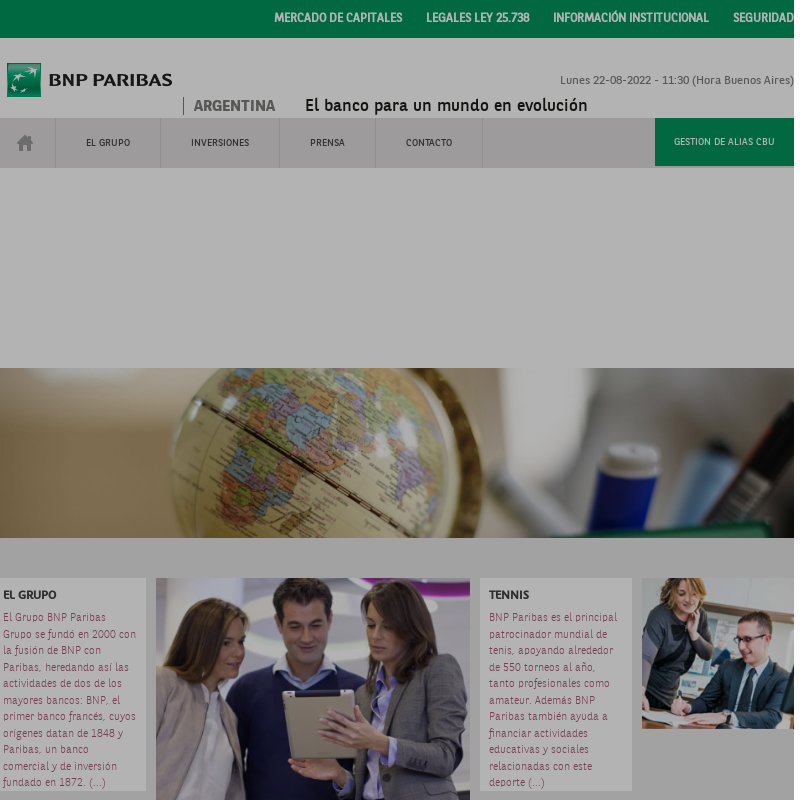 MERCADO DE CAPITALES LEGALES LEY 25.738 INFORMACIÓN INSTITUCIONAL SEGURIDAD
BNP PARIBAS
Lunes 22-08-2022 - 11:30 (Hora Buenos Aires)
ARGENTINA El banco para un mundo en evolución
EL GRUPO INVERSIONES PRENSA CONTACTO GESTION DE ALIAS CBU
EL GRUPO
El Grupo BNP Paribas
Grupo se fundó en 2000 con
la fusión de BNP con
Paribas, heredando así las
actividades de dos de los
mayores bancos: BNP, el
primer banco francés, cuyos
orígenes datan de 1848 y
Paribas, un banco
comercial y de inversión
fundado en 1872. (...)
TENNIS
BNP Paribas es el principal
patrocinador mundial de
tenis, apoyando alrededor
de 550 torneos al año,
tanto profesionales como
amateur. Además BNP
Paribas también ayuda a
financiar actividades
educativas y sociales
relacionadas con este
deporte (...)